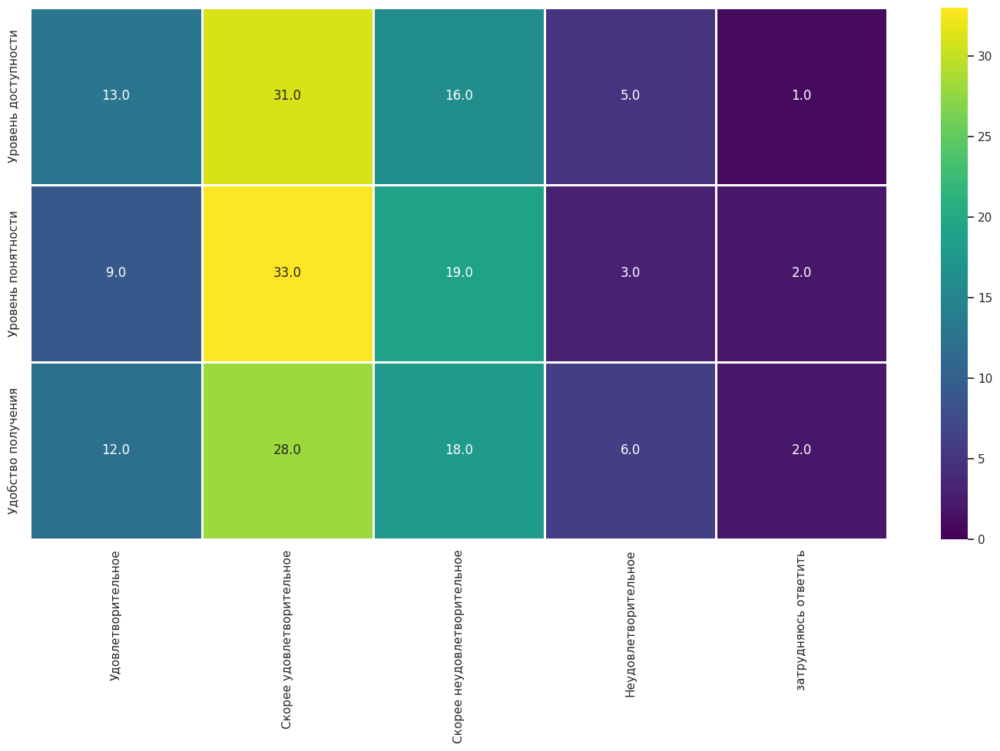 Уровень доступности
13.0
31.0
16.0
5.0
1.0
Уровень понятности
9.0
33.0
19.0
3.0
2.0
Удобство получения
12.0
28.0
18.0
6.0
2.0
Удовлетворительное
Скорее удовлетворительное
Скорее неудовлетворительное
Неудовлетворительное
затрудняюсь ответить
30
25
20
15
10
5
0